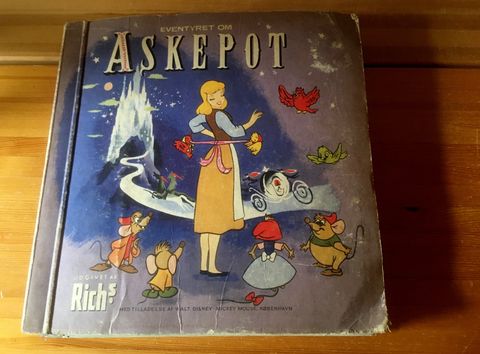 EVENTYRET OM
ASKEPOT
UDGIVET AF
Rich's
MED TILLADELSE AF WALT DISNEY - MICKEY MOUSE, KØBENHAVN